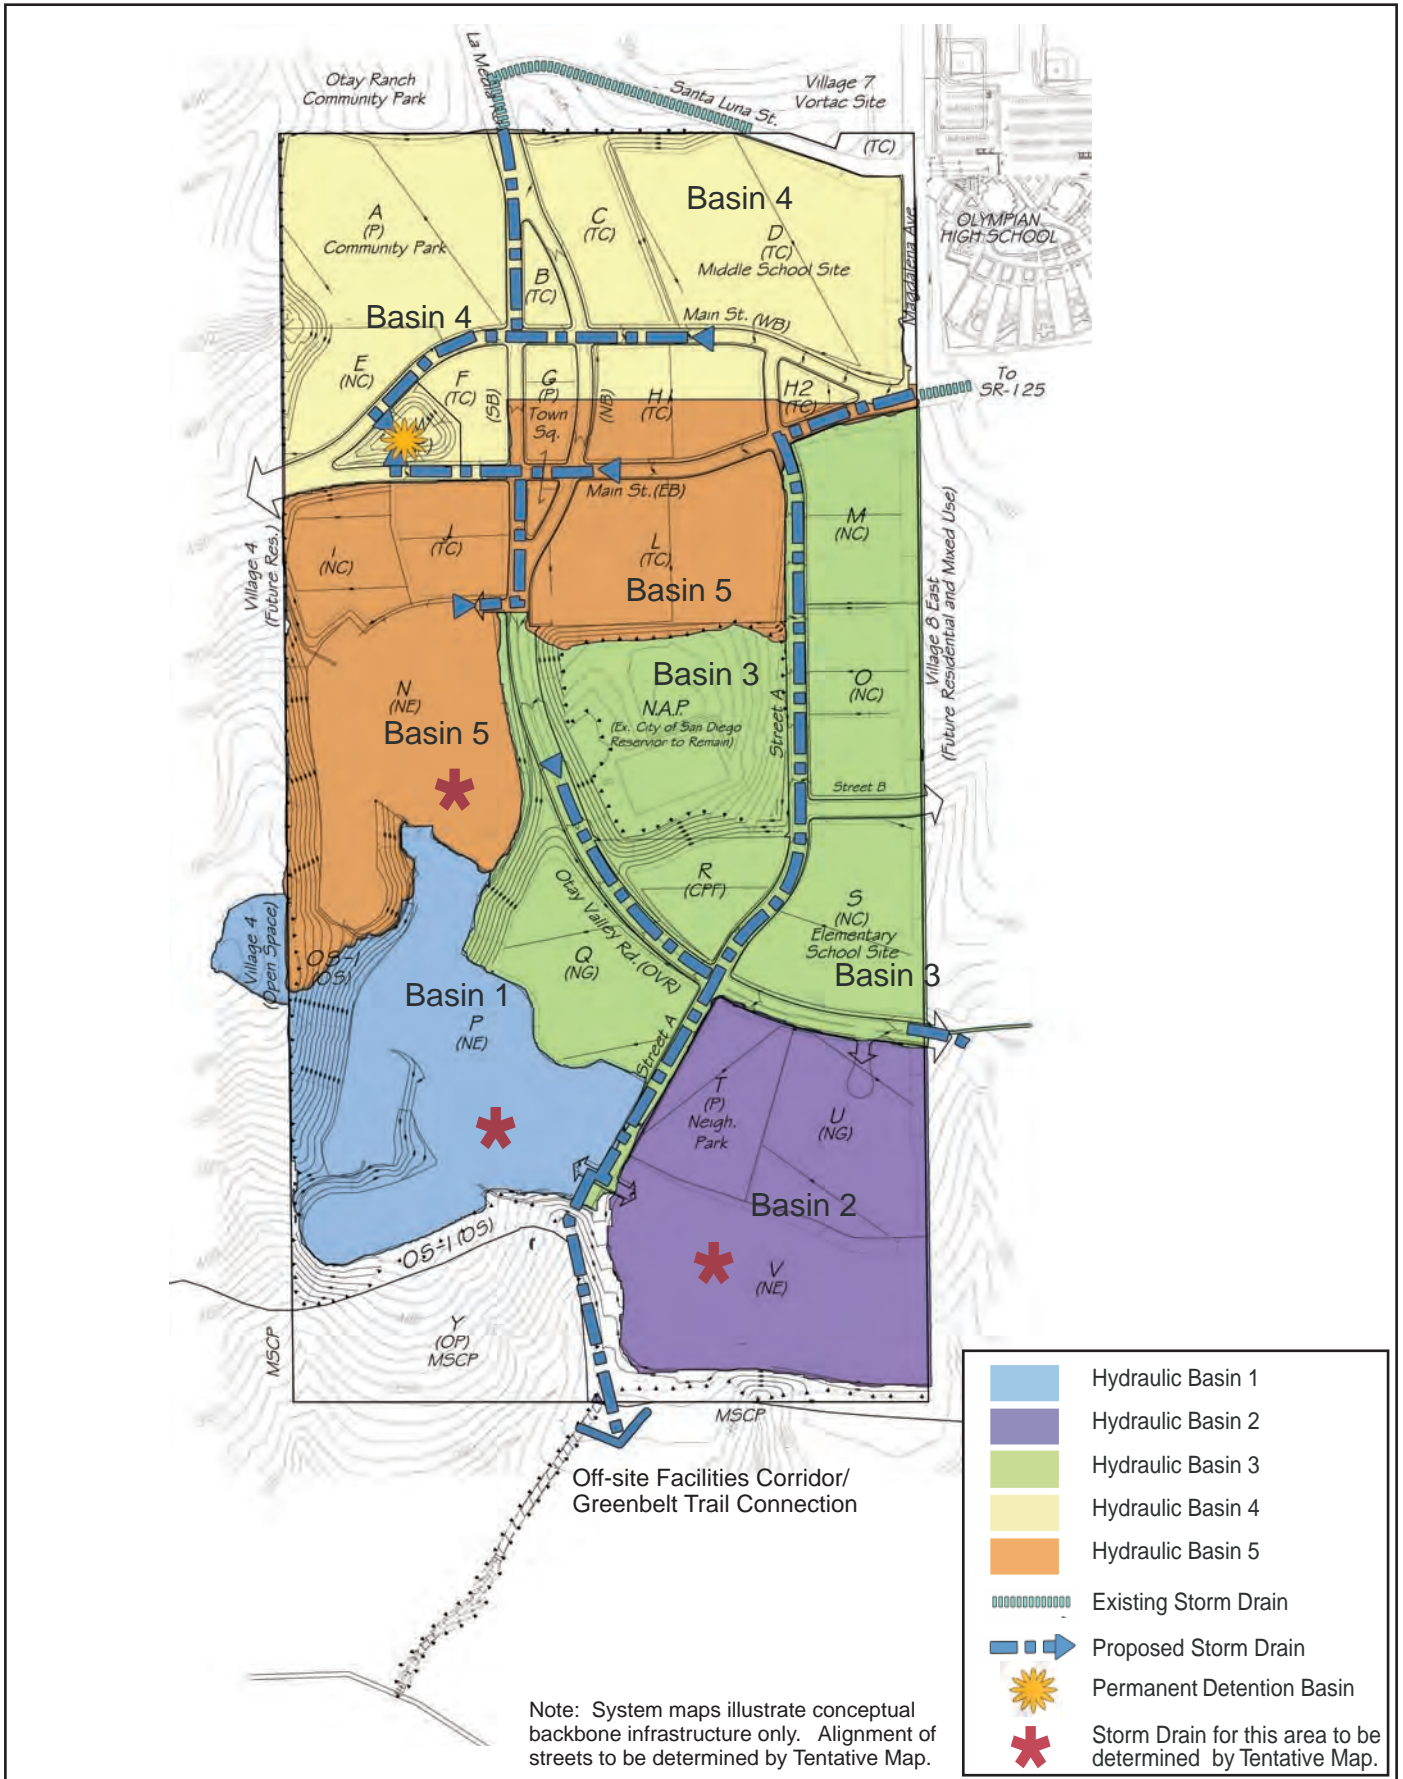 La Media Rd.
Otay Ranch
Community Park
Santa Luna St.
Village 7
Vortac Site
(TC)
A
(P)
Community Park
C
(TC)
Basin 4
D
(TC)
Middle School Site
Magdalena Ave
OLYMPIAN
HIGH SCHOOL
B
(TC)
Basin 4
Main St. (WB)
E
(NC)
F
(TC)
(SB)
G
(P)
Town
Sq.
(NB)
H
(TC)
H2
(TC)
To
SR-125
Main St. (EB)
Village 4
(Future Res.)
I
(NC)
J
(TC)
L
(TC)
Basin 5
M
(NC)
Village 8 East
(Future Residential and Mixed Use)
Basin 3
N.A.P.
(Ex. City of San Diego
Reservior to Remain)
Street A
O
(NC)
N
(NE)
Basin 5
Street B
R
(CPF)
Otay Valley Rd. (OVR)
S
(NC)
Elementary
School Site
Basin 3
Village 4
(Open Space)
OS-1
(OS)
Q
(NG)
Basin 1
P
(NE)
Street A
T
(P)
Neigh.
Park
U
(NG)
Basin 2
V
(NE)
OS-1 (OS)
Y
(OP)
MSCP
MSCP
MSCP
Off-site Facilities Corridor/
Greenbelt Trail Connection
Hydraulic Basin 1
Hydraulic Basin 2
Hydraulic Basin 3
Hydraulic Basin 4
Hydraulic Basin 5
Existing Storm Drain
Proposed Storm Drain
Permanent Detention Basin
Storm Drain for this area to be
determined by Tentative Map.
Note: System maps illustrate conceptual
backbone infrastructure only. Alignment of
streets to be determined by Tentative Map.